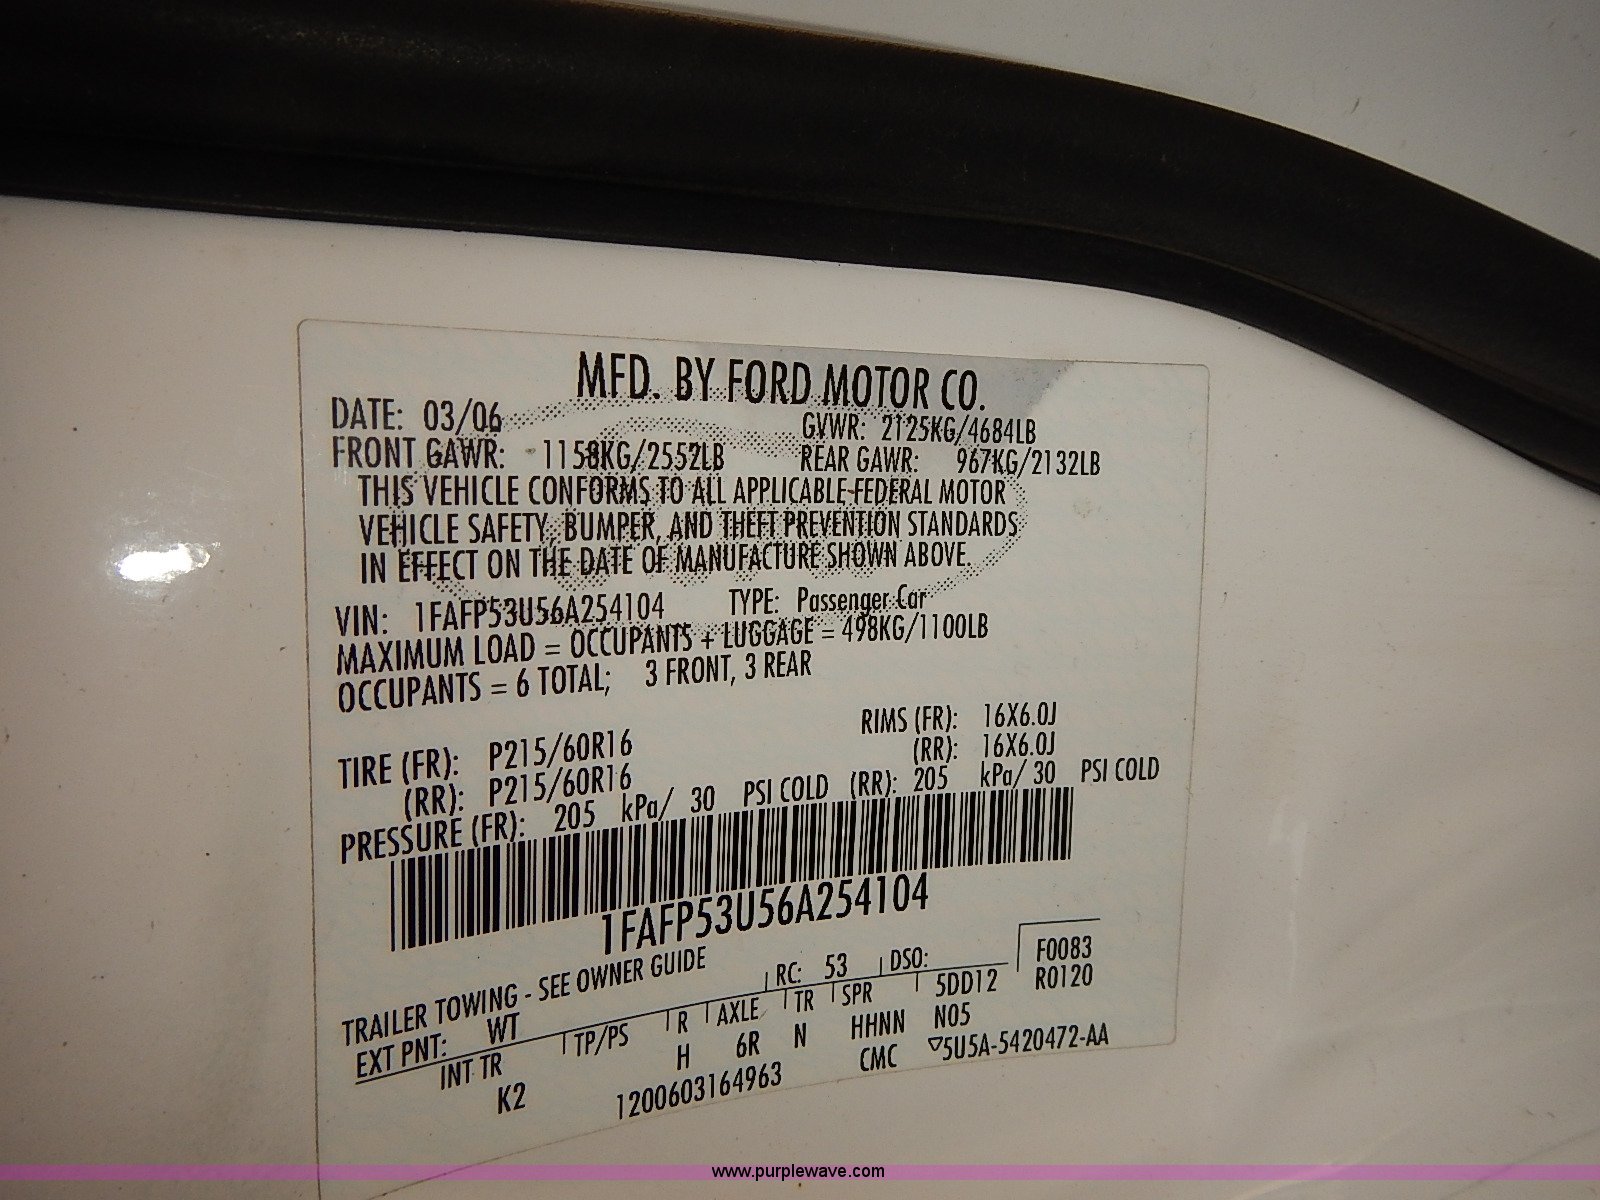 MFD. BY FORD MOTOR CO.
DATE: 03/06 GVWR: 2125KG/4684LB
FRONT GAWR: 1158KG/2552LB REAR GAWR: 967KG/2132LB
THIS VEHICLE CONFORMS TO ALL APPLICABLE FEDERAL MOTOR
VEHICLE SAFETY, BUMPER, AND THEFT PREVENTION STANDARDS
IN EFFECT ON THE DATE OF MANUFACTURE SHOWN ABOVE.
VIN: 1FAFP53U56A254104 TYPE: Passenger Car
MAXIMUM LOAD = OCCUPANTS + LUGGAGE = 498KG/1100LB
OCCUPANTS = 6 TOTAL; 3 FRONT, 3 REAR
TIRE (FR): P215/60R16 RIMS (FR): 16X6.0J
(RR): P215/60R16 (RR): 16X6.0J
PRESSURE (FR): 205 kPa/ 30 PSI COLD (RR): 205 kPa/ 30 PSI COLD
1FAFP53U56A254104
TRAILER TOWING - SEE OWNER GUIDE
EXT PNT: WT RC: 53 DSO: F0083
INT TR TP/PS R AXLE TR SPR 5DD12 R0120
K2 H 6R N HHNN N05
1200603164963 CMC ▽5U5A-5420472-AA
www.purplewave.com